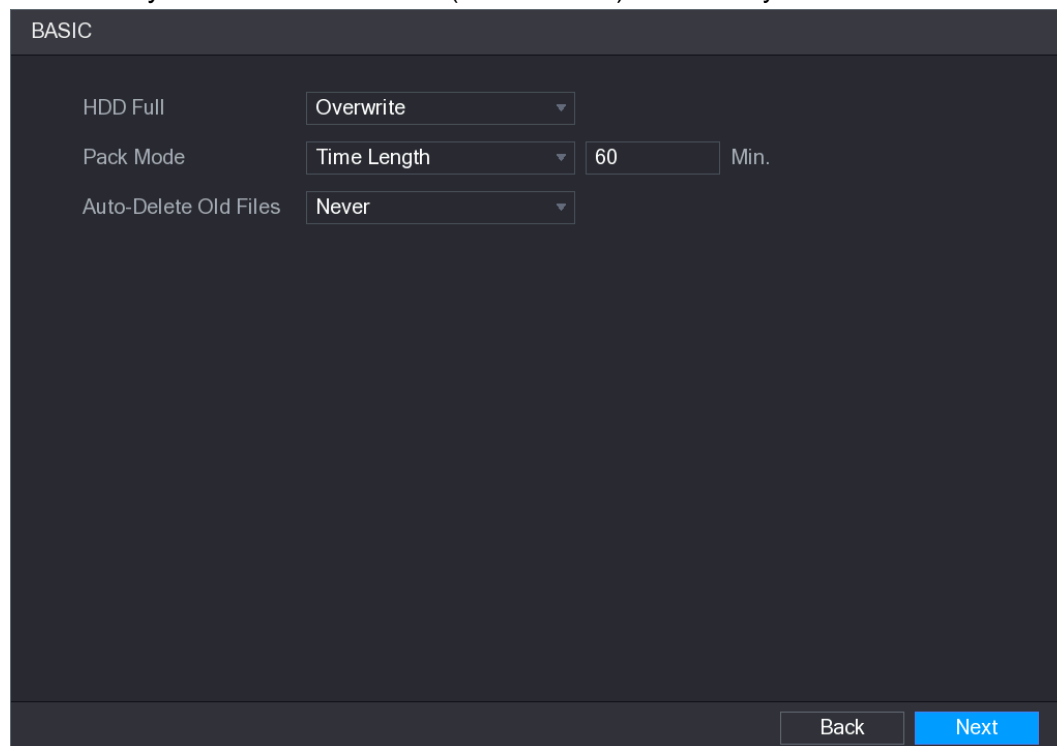 BASIC
HDD Full Overwrite
Pack Mode Time Length 60 Min.
Auto-Delete Old Files Never
Back Next